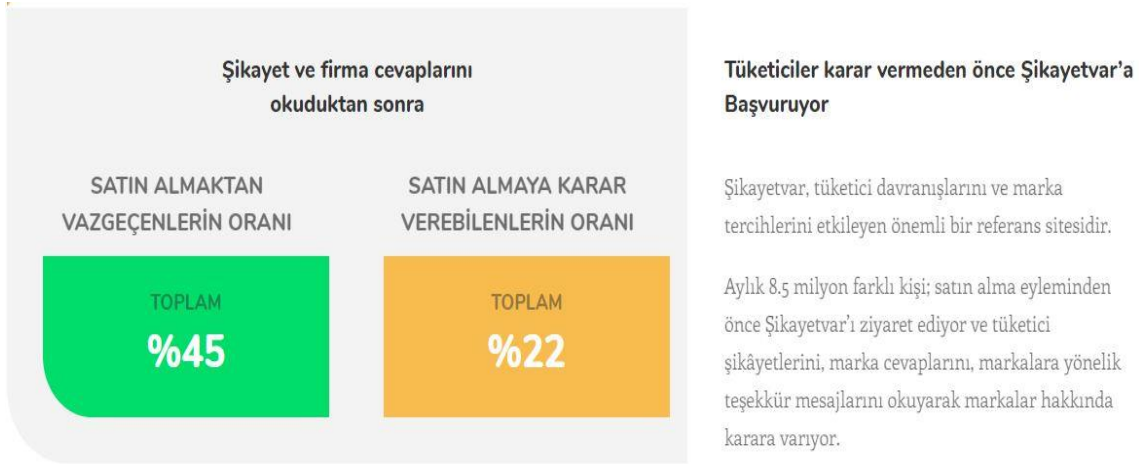 Şikayet ve firma cevaplarını
okuduktan sonra
SATIN ALMAKTAN
VAZGEÇENLERİN ORANI
TOPLAM
%45
SATIN ALMAYA KARAR
VEREBİLENLERİN ORANI
TOPLAM
%22
Tüketiciler karar vermeden önce Şikayetvar’a
Başvuruyor
Şikayetvar, tüketici davranışlarını ve marka
tercihlerini etkileyen önemli bir referans sitesidir.
Aylık 8.5 milyon farklı kişi; satın alma eyleminden
önce Şikayetvar’ı ziyaret ediyor ve tüketici
şikâyetlerini, marka cevaplarını, markalara yönelik
teşekkür mesajlarını okuyarak markalar hakkında
karara varıyor.